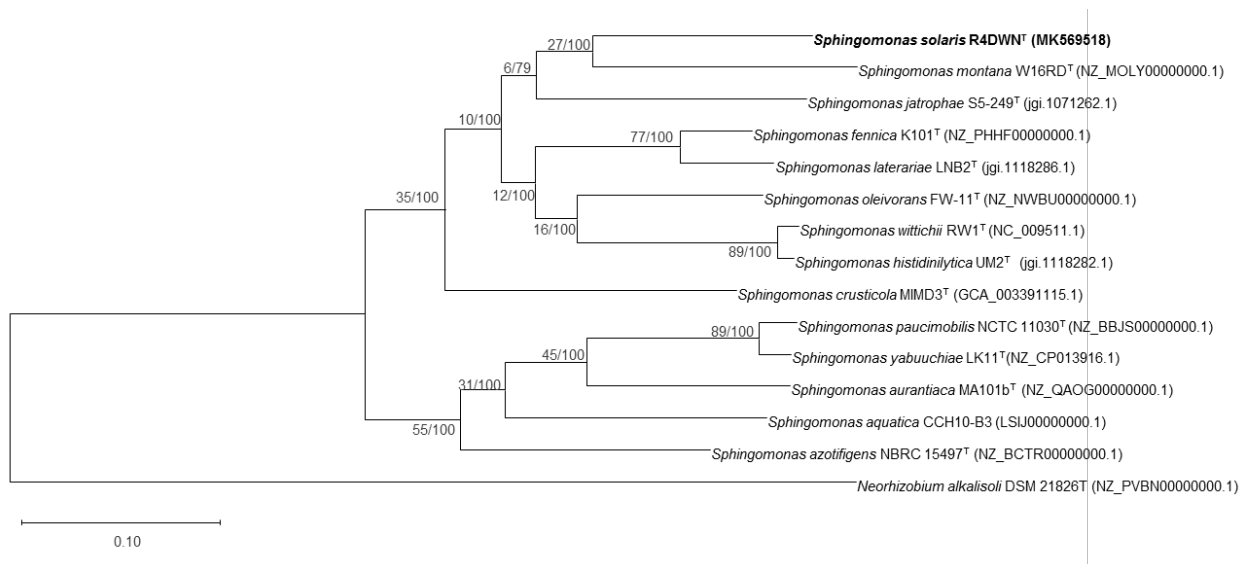 27/100
Sphingomonas solaris R4DWNᵀ (MK569518)
6/79
Sphingomonas montana W16RDᵀ (NZ_MOLY00000000.1)
Sphingomonas jatrophae S5-249ᵀ (jgi.1071262.1)
10/100
77/100
Sphingomonas fennica K101ᵀ (NZ_PHHF00000000.1)
Sphingomonas laterariae LNB2ᵀ (jgi.1118286.1)
12/100
35/100
Sphingomonas oleivorans FW-11ᵀ (NZ_NWBU00000000.1)
16/100
Sphingomonas wittichii RW1ᵀ (NC_009511.1)
89/100
Sphingomonas histidinilytica UM2ᵀ (jgi.1118282.1)
Sphingomonas crusticola MIMD3ᵀ (GCA_003391115.1)
89/100
Sphingomonas paucimobilis NCTC 11030ᵀ (NZ_BBJS00000000.1)
45/100
Sphingomonas yabuuchiae LK11ᵀ (NZ_CP013916.1)
31/100
Sphingomonas aurantiaca MA101bᵀ (NZ_QAOG00000000.1)
Sphingomonas aquatica CCH10-B3 (LSIJ00000000.1)
55/100
Sphingomonas azotifigens NBRC 15497ᵀ (NZ_BCTR00000000.1)
Neorhizobium alkalisoli DSM 21826T (NZ_PVBN00000000.1)
0.10